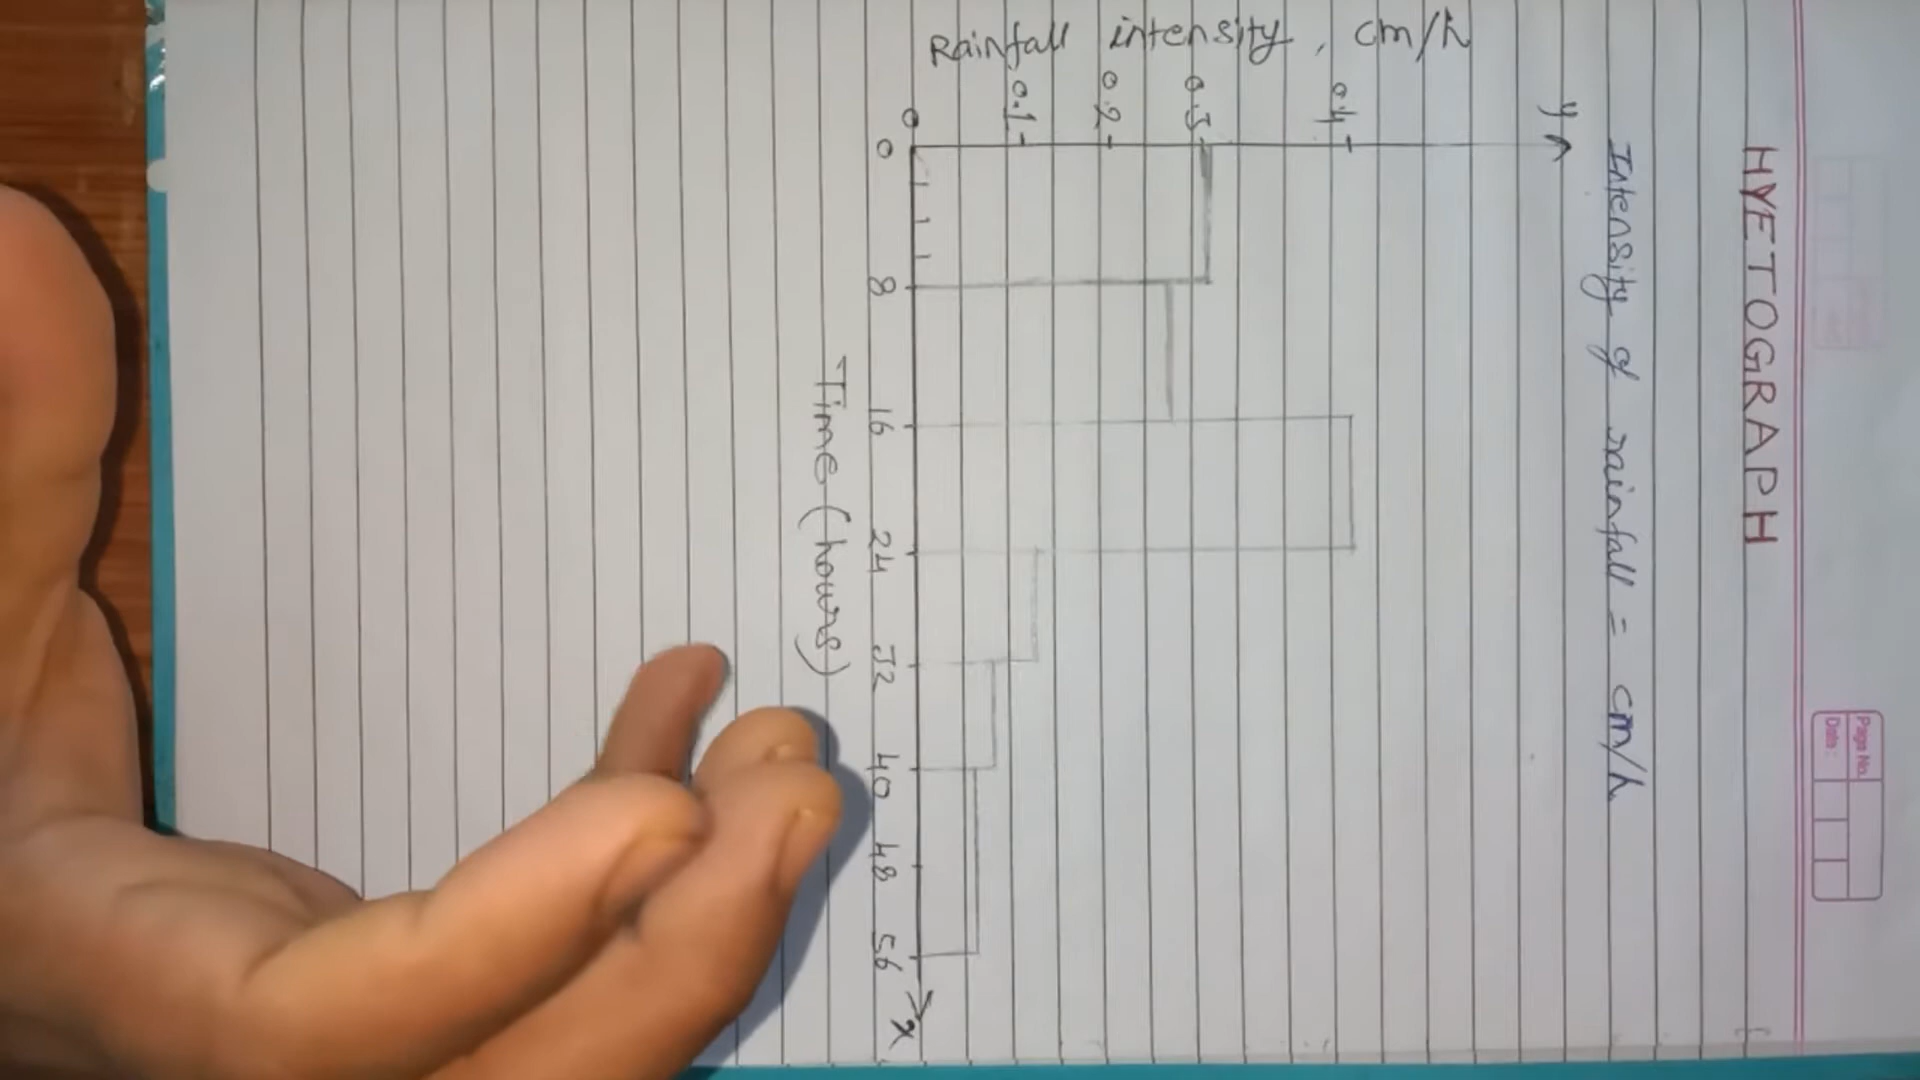 Page No.
Date:
HYETOGRAPH
Intensity of rainfall = cm/h
y
Rainfall intensity, cm/h
0.4
0.3
0.2
0.1
0
0 8 16 24 32 40 48 56 x
Time (hours)